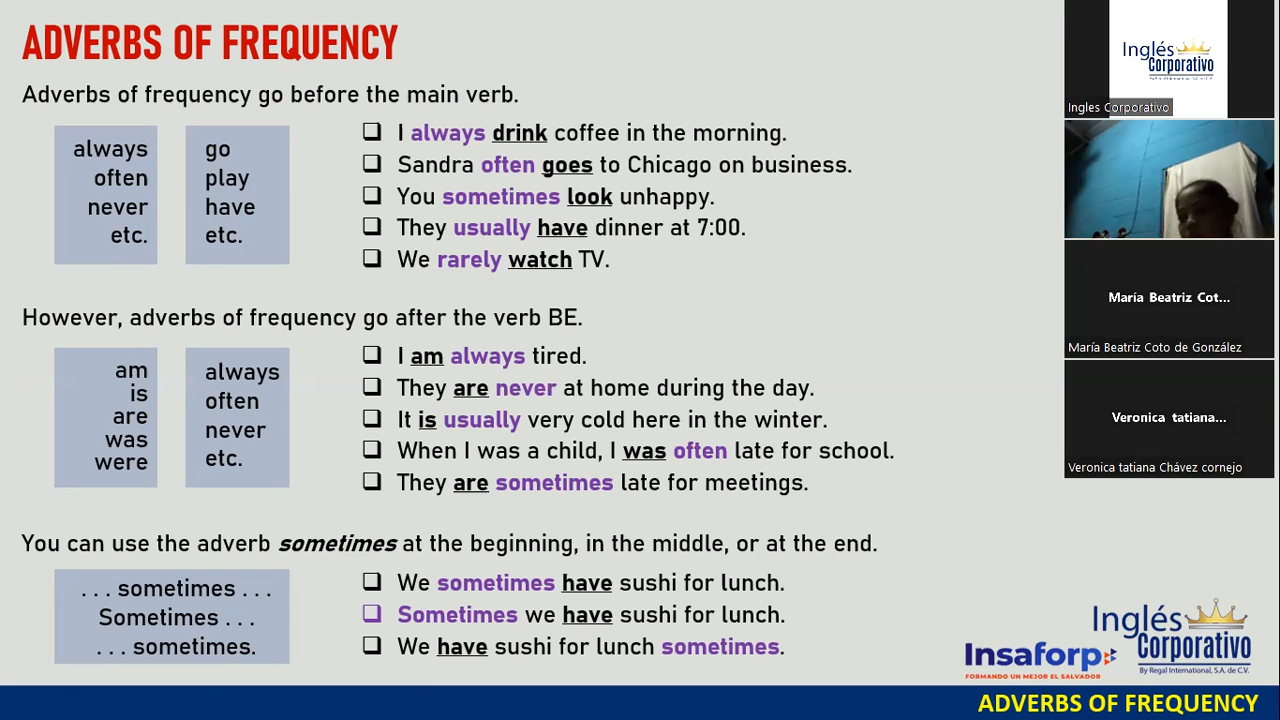 ADVERBS OF FREQUENCY
Adverbs of frequency go before the main verb.
always
often
never
etc.
go
play
have
etc.
❑ I always drink coffee in the morning.
❑ Sandra often goes to Chicago on business.
❑ You sometimes look unhappy.
❑ They usually have dinner at 7:00.
❑ We rarely watch TV.
However, adverbs of frequency go after the verb BE.
am
is
are
was
were
always
often
never
etc.
❑ I am always tired.
❑ They are never at home during the day.
❑ It is usually very cold here in the winter.
❑ When I was a child, I was often late for school.
❑ They are sometimes late for meetings.
You can use the adverb sometimes at the beginning, in the middle, or at the end.
. . . sometimes . . .
Sometimes . . .
. . . sometimes.
❑ We sometimes have sushi for lunch.
❑ Sometimes we have sushi for lunch.
❑ We have sushi for lunch sometimes.
Insaforp
FORMANDO UN MEJOR EL SALVADOR
Inglés
Corporativo
By Regal International, S.A. de C.V.
ADVERBS OF FREQUENCY
Inglés
Corporativo
Ingles Corporativo
María Beatriz Cot...
María Beatriz Coto de González
Veronica tatiana...
Veronica tatiana Chávez cornejo